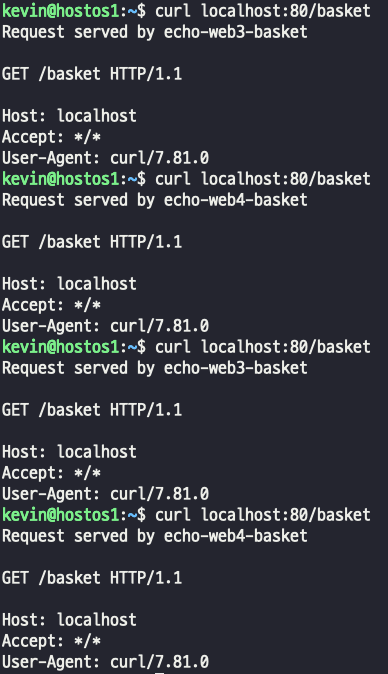 kevin@hostos1:~$ curl localhost:80/basket
Request served by echo-web3-basket

GET /basket HTTP/1.1

Host: localhost
Accept: */*
User-Agent: curl/7.81.0
kevin@hostos1:~$ curl localhost:80/basket
Request served by echo-web4-basket

GET /basket HTTP/1.1

Host: localhost
Accept: */*
User-Agent: curl/7.81.0
kevin@hostos1:~$ curl localhost:80/basket
Request served by echo-web3-basket

GET /basket HTTP/1.1

Host: localhost
Accept: */*
User-Agent: curl/7.81.0
kevin@hostos1:~$ curl localhost:80/basket
Request served by echo-web4-basket

GET /basket HTTP/1.1

Host: localhost
Accept: */*
User-Agent: curl/7.81.0